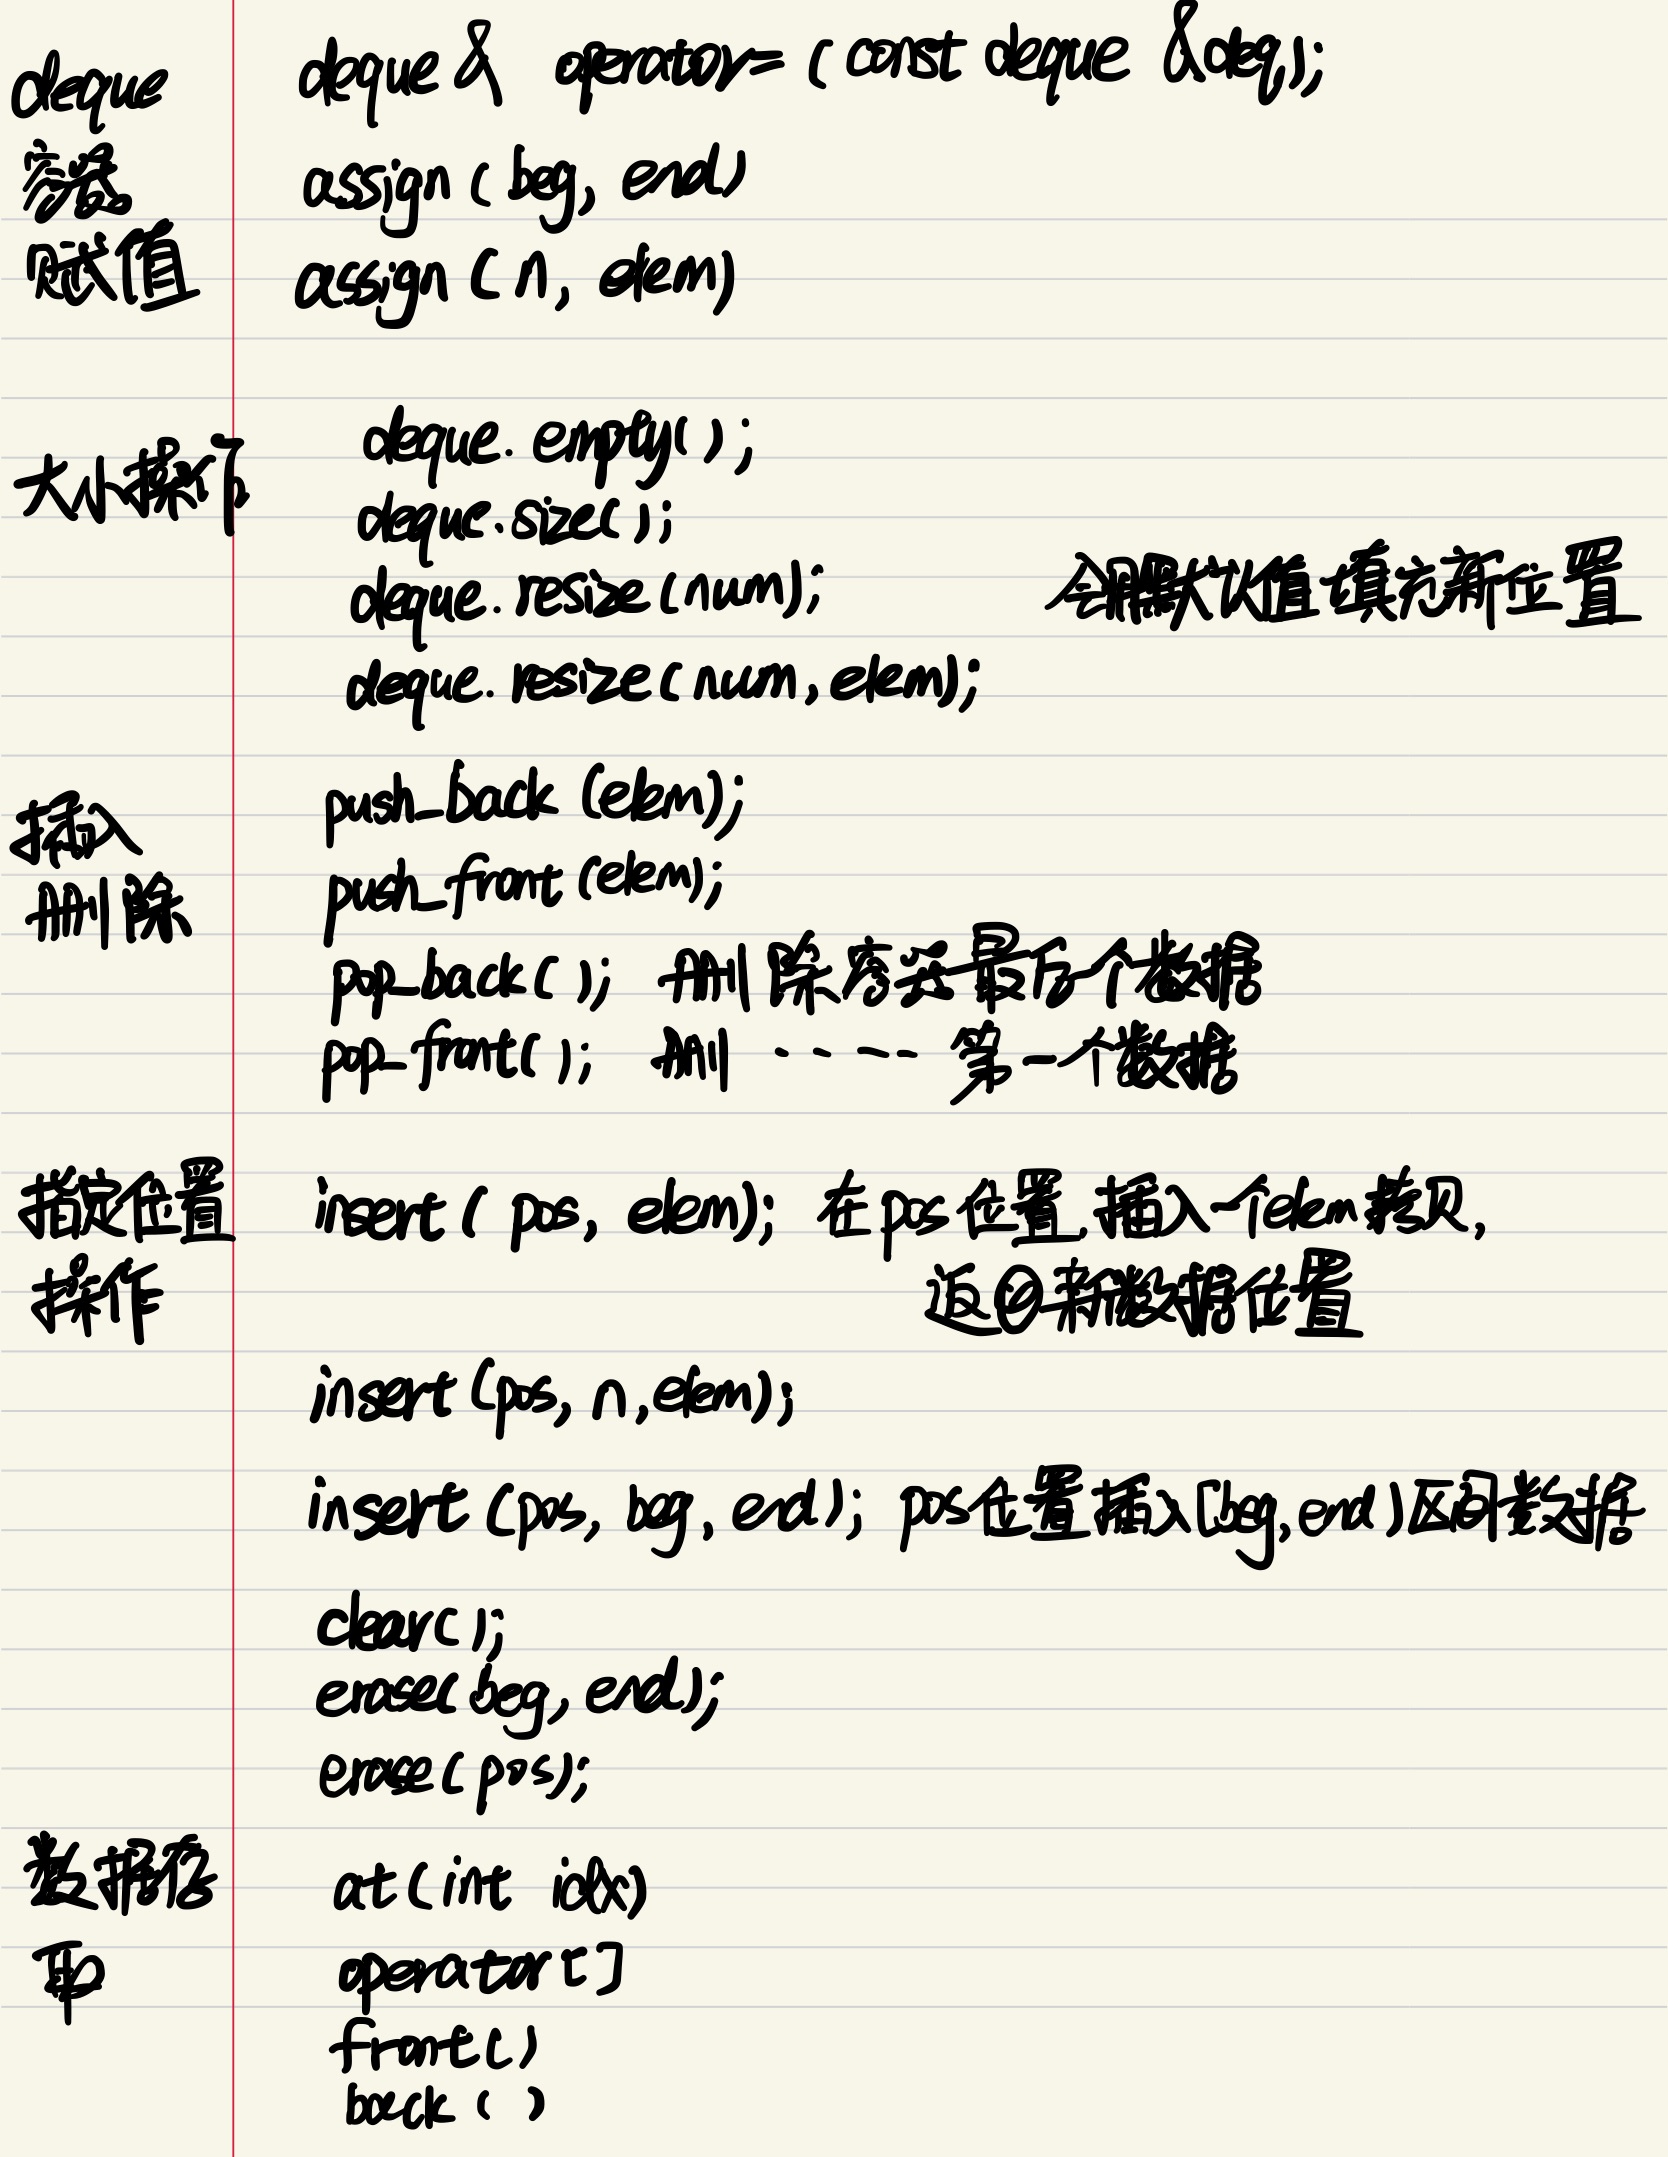 deque
容器
赋值
deque & operator= (const deque &deq);
assign (beg, end)
assign (n, elem)
大小操作
deque. empty();
deque.size();
deque. resize(num); 会用默认值填充新位置
deque. resize(num, elem);
插入
删除
push_back (elem);
push_front (elem);
pop_back(); 删除容器最后个数据
pop_front(); 删 ---- 第一个数据
指定位置
操作
insert( pos, elem); 在pos位置插入一个elem拷贝,
返回新数据位置
insert (pos, n, elem);
insert (pos, beg, end); pos位置插入[beg, end)区间数据
clear();
erase(beg, end);
erase(pos);
数据存
取
at(int idx)
operator[]
front()
back ()